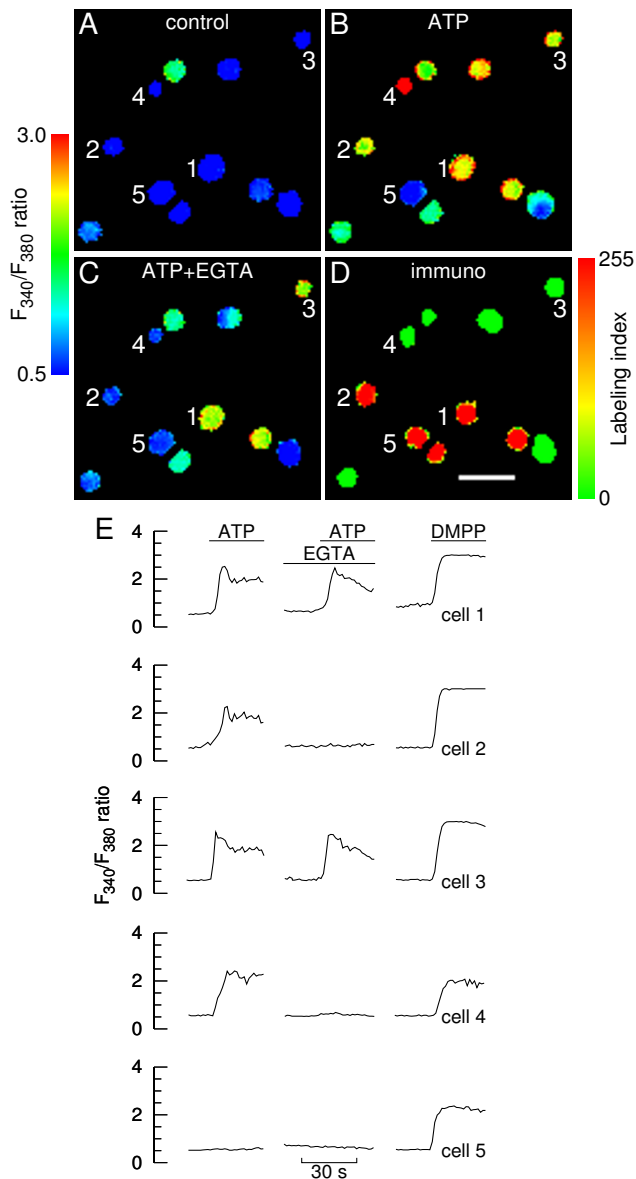 A control
3
4
2
1
5
B ATP
3
4
2
1
5
3.0
F340/F380 ratio
0.5
C ATP+EGTA
3
4
2
1
5
D immuno
3
4
2
1
5
255
Labeling index
0
E
ATP
ATP
EGTA
DMPP
4
2
0
cell 1
4
2
0
cell 2
4
2
0
cell 3
F340/F380 ratio
4
2
0
cell 4
4
2
0
cell 5
30 s